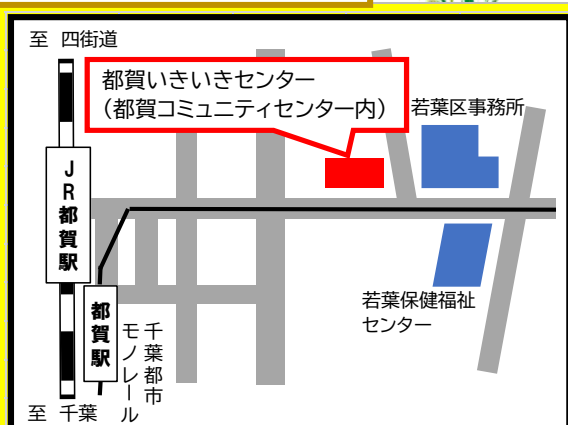 至 四街道
都賀いきいきセンター
（都賀コミュニティセンター内）
若葉区事務所
JR都賀駅
都賀駅
千葉都市
モノレール
若葉保健福祉
センター
至 千葉